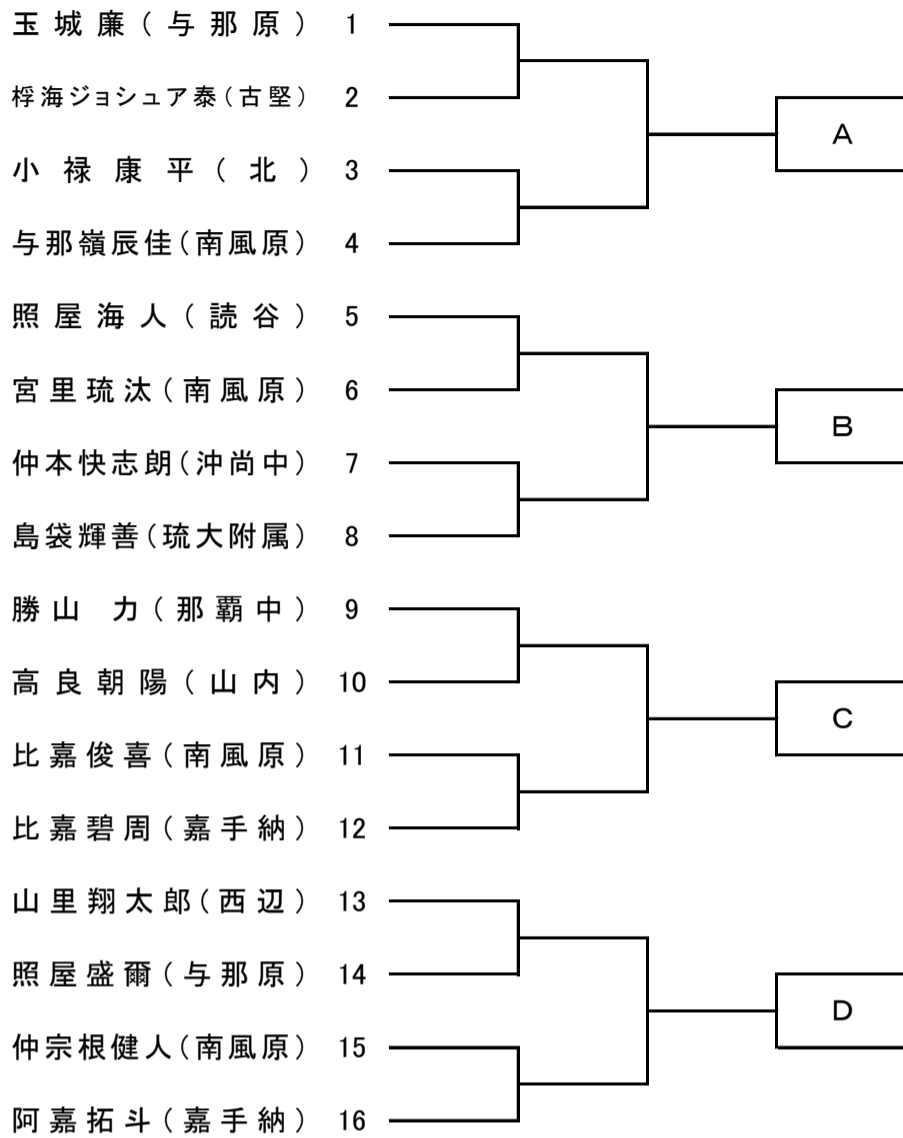 玉城廉(与那原) 1
桴海ジョシュア泰(古堅) 2
A
小禄康平(北) 3
与那嶺辰佳(南風原) 4
照屋海人(読谷) 5
宮里琉汰(南風原) 6
B
仲本快志朗(沖尚中) 7
島袋輝善(琉大附属) 8
勝山 力(那覇中) 9
高良朝陽(山内) 10
C
比嘉俊喜(南風原) 11
比嘉碧周(嘉手納) 12
山里翔太郎(西辺) 13
照屋盛爾(与那原) 14
D
仲宗根健人(南風原) 15
阿嘉拓斗(嘉手納) 16